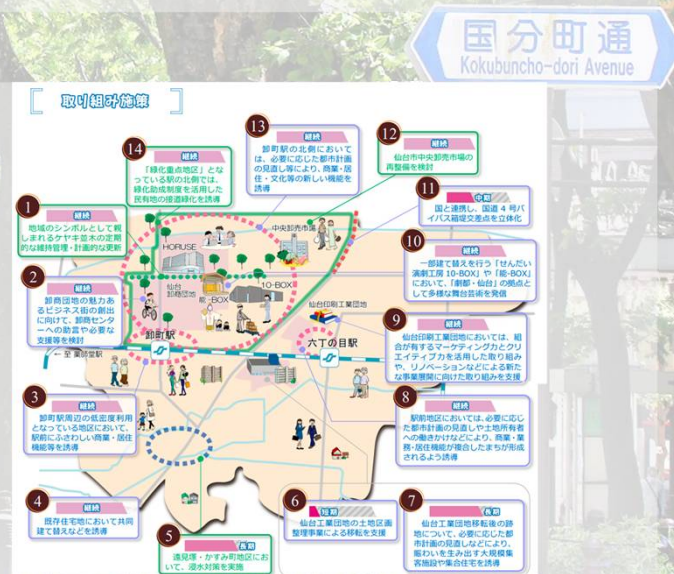 国分町通
Kokubuncho-dori Avenue
取り組み施策
13
継続
卸町駅の北側において
は、必要に応じた都市計画
の見直し等により、商業・居
住・文化等の新しい機能を
誘導
12
継続
仙台市中央卸売市場の
再整備を検討
14
継続
「緑化重点地区」とな
っている駅の北側では、
緑化助成制度を活用した
民有地の接道緑化を誘導
11
中期
国と連携し、国道4号バ
イパス箱堤交差点を立体化
1
継続
地域のシンボルとして親
しまれるケヤキ並木の定期
的な維持管理・計画的な更新
10
継続
一部建て替えを行う「せんだい
演劇工房 10-BOX」や「能-BOX」
において、「劇都・仙台」の拠点と
して多様な舞台芸術を発信
2
継続
卸商団地の魅力あ
るビジネス街の創出
に向けて、卸商センタ
ーへの助言や必要な
支援等を検討
9
継続
仙台印刷工業団地においては、組
合が有するマーケティング力とクリ
エイティブ力を活用した取り組み
や、リノベーションなどによる新た
な事業展開に向けた取り組みを支援
HORUSE
中央卸売市場
仙台
卸商団地
能-BOX
10-BOX
仙台印刷工業団地
卸町駅
六丁の目駅
至 薬師堂駅
3
継続
卸町駅周辺の低密度利用
となっている地区において、
駅前にふさわしい商業・居住
機能等を誘導
8
継続
駅前地区においては、必要に応じ
た都市計画の見直しや土地所有者
への働きかけなどにより、商業・業
務・居住機能が複合したまちが形成
されるよう誘導
4
継続
既存住宅地において共同
建て替えなどを誘導
5
長期
遠見塚・かすみ町地区にお
いて、浸水対策を実施
6
短期
仙台工業団地の土地区画
整理事業による移転を支援
7
長期
仙台工業団地移転後の跡
地について、必要に応じた都
市計画の見直しなどにより、
賑わいを生み出す大規模集
客施設や集合住宅を誘導